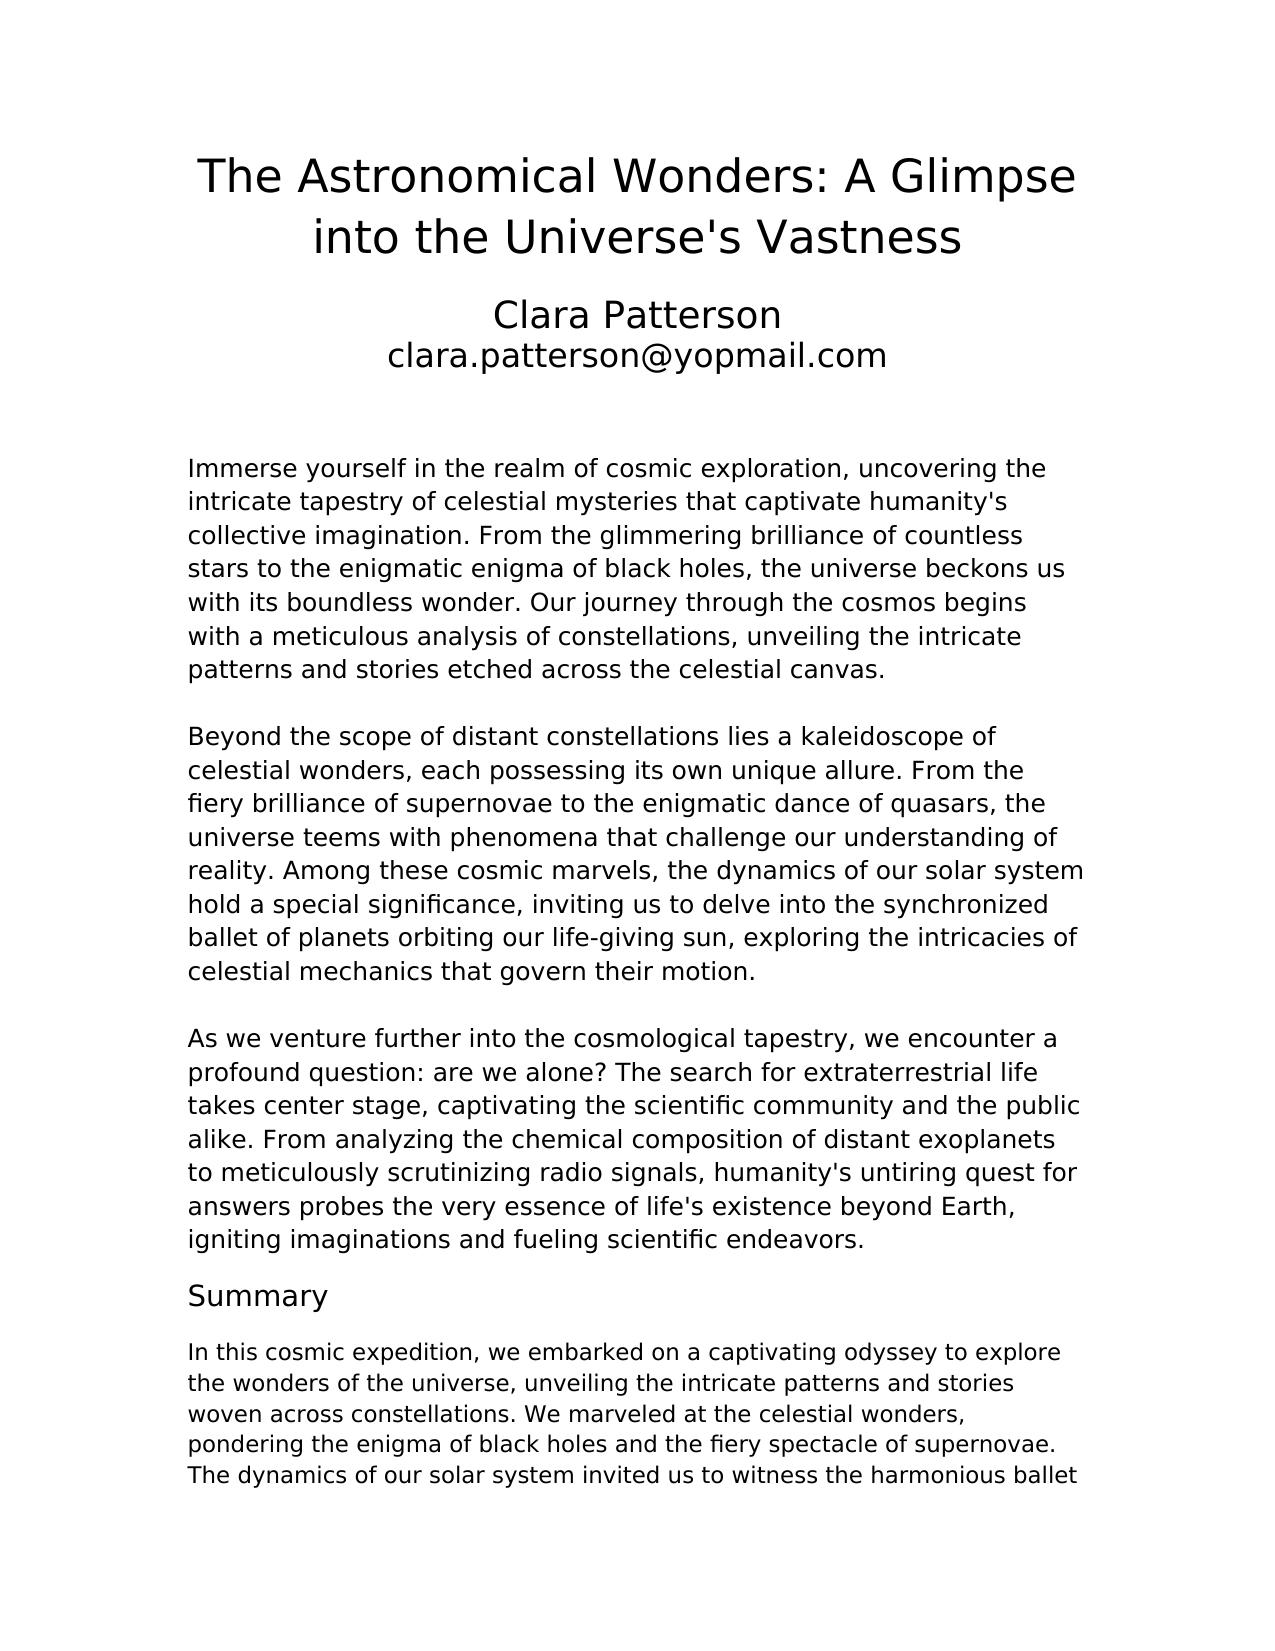 The Astronomical Wonders: A Glimpse
into the Universe's Vastness
Clara Patterson
clara.patterson@yopmail.com
Immerse yourself in the realm of cosmic exploration, uncovering the
intricate tapestry of celestial mysteries that captivate humanity's
collective imagination. From the glimmering brilliance of countless
stars to the enigmatic enigma of black holes, the universe beckons us
with its boundless wonder. Our journey through the cosmos begins
with a meticulous analysis of constellations, unveiling the intricate
patterns and stories etched across the celestial canvas.
Beyond the scope of distant constellations lies a kaleidoscope of
celestial wonders, each possessing its own unique allure. From the
fiery brilliance of supernovae to the enigmatic dance of quasars, the
universe teems with phenomena that challenge our understanding of
reality. Among these cosmic marvels, the dynamics of our solar system
hold a special significance, inviting us to delve into the synchronized
ballet of planets orbiting our life-giving sun, exploring the intricacies of
celestial mechanics that govern their motion.
As we venture further into the cosmological tapestry, we encounter a
profound question: are we alone? The search for extraterrestrial life
takes center stage, captivating the scientific community and the public
alike. From analyzing the chemical composition of distant exoplanets
to meticulously scrutinizing radio signals, humanity's untiring quest for
answers probes the very essence of life's existence beyond Earth,
igniting imaginations and fueling scientific endeavors.
Summary
In this cosmic expedition, we embarked on a captivating odyssey to explore
the wonders of the universe, unveiling the intricate patterns and stories
woven across constellations. We marveled at the celestial wonders,
pondering the enigma of black holes and the fiery spectacle of supernovae.
The dynamics of our solar system invited us to witness the harmonious ballet